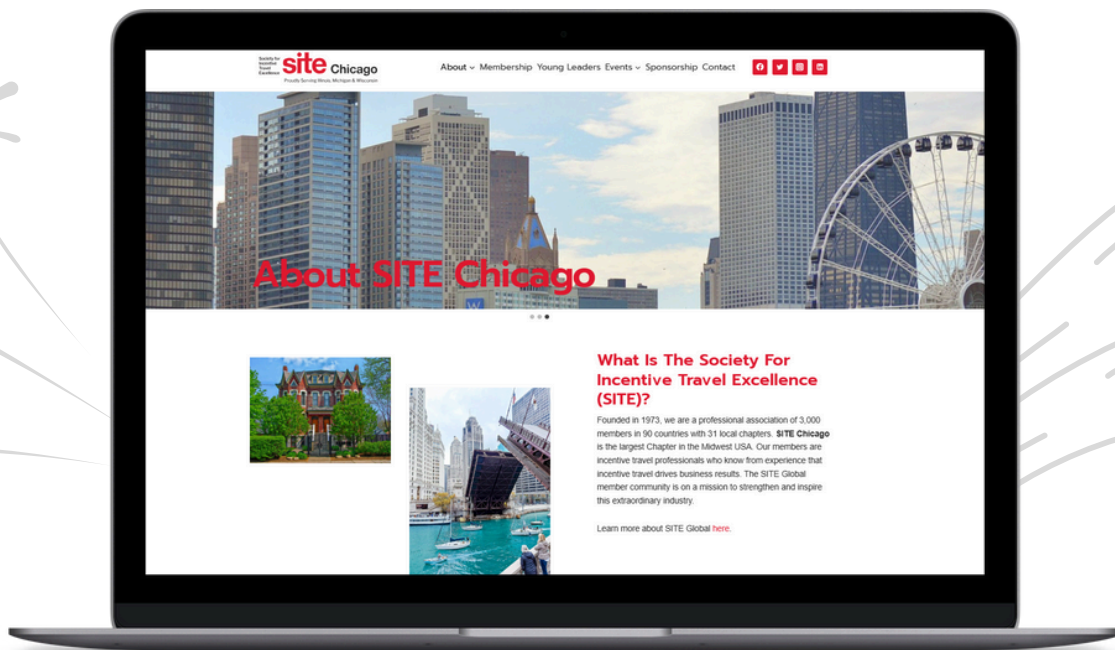 Society for
Incentive
Travel
Excellence
site Chicago
Proudly Serving Illinois, Michigan & Wisconsin
About Membership Young Leaders Events Sponsorship Contact
About SITE Chicago
W
What Is The Society For
Incentive Travel Excellence
(SITE)?
Founded in 1973, we are a professional association of 3,000
members in 90 countries with 31 local chapters. SITE Chicago
is the largest Chapter in the Midwest USA. Our members are
incentive travel professionals who know from experience that
incentive travel drives business results. The SITE Global
member community is on a mission to strengthen and inspire
this extraordinary industry.
Learn more about SITE Global here.